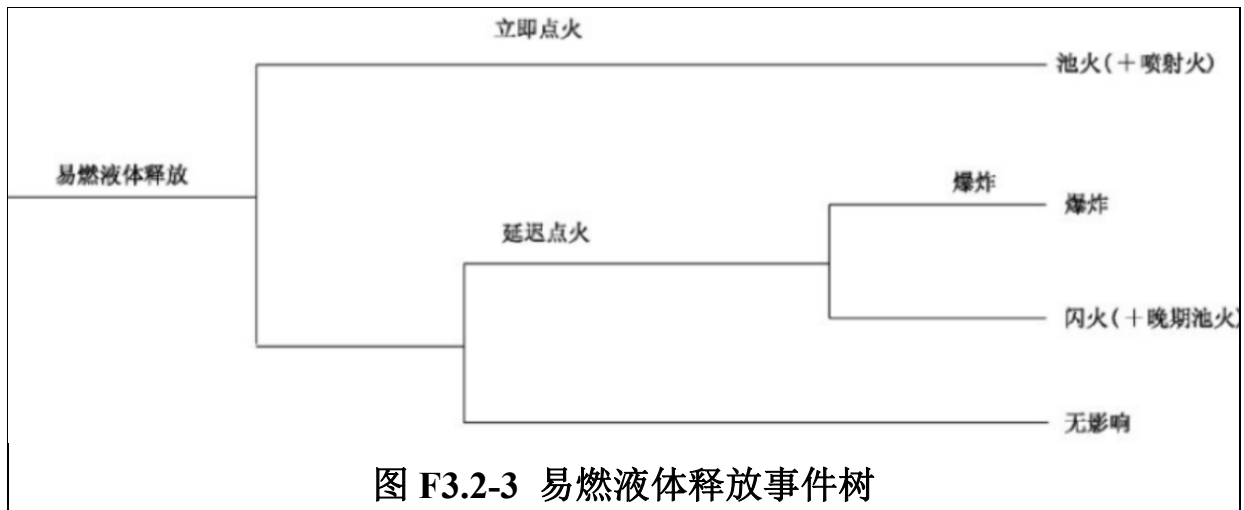 立即点火
池火(+喷射火)
易燃液体释放
爆炸
爆炸
延迟点火
闪火(+晚期池火)
无影响
图 F3.2-3 易燃液体释放事件树